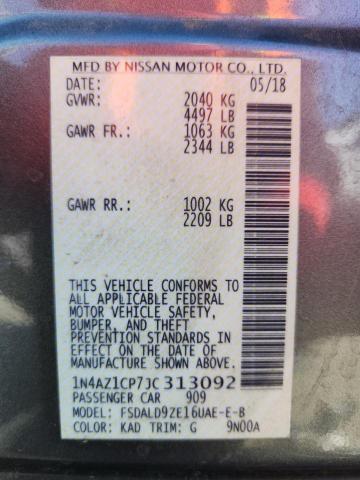 MFD BY NISSAN MOTOR CO., LTD.
DATE: 05/18
GVWR: 2040 KG
4497 LB
GAWR FR.: 1063 KG
2344 LB
GAWR RR.: 1002 KG
2209 LB
THIS VEHICLE CONFORMS TO
ALL APPLICABLE FEDERAL
MOTOR VEHICLE SAFETY,
BUMPER, AND THEFT
PREVENTION STANDARDS IN
EFFECT ON THE DATE OF
MANUFACTURE SHOWN ABOVE.
1N4AZ1CP7JC313092
PASSENGER CAR 909
MODEL: FSDALD9ZE16UAE-E-B
COLOR: KAD TRIM: G 9N00A